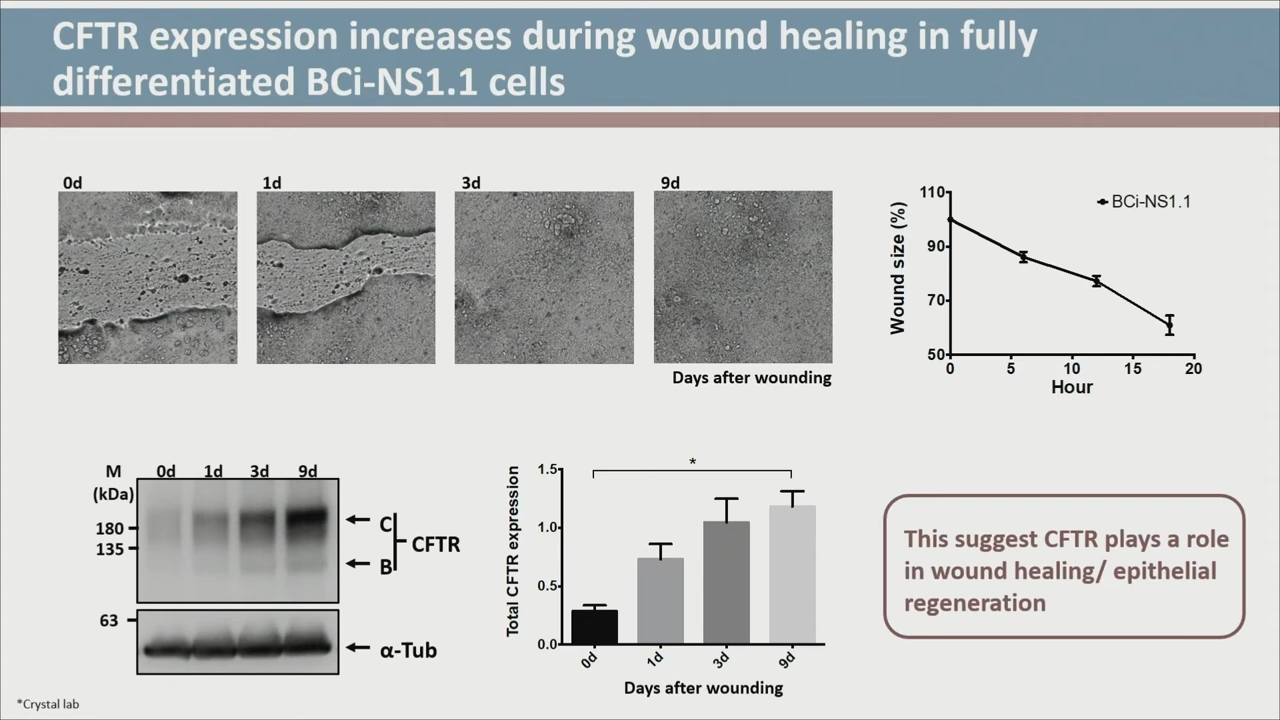 CFTR expression increases during wound healing in fully
differentiated BCi-NS1.1 cells
0d
1d
3d
9d
Days after wounding
110
90
70
50
Wound size (%)
BCi-NS1.1
0
5
10
15
20
Hour
M
(kDa)
0d
1d
3d
9d
180
135
63
C
B
CFTR
α-Tub
Total CFTR expression
1.5
1.0
0.5
0.0
*
0d
1d
3d
9d
Days after wounding
This suggest CFTR plays a role
in wound healing/ epithelial
regeneration
*Crystal lab